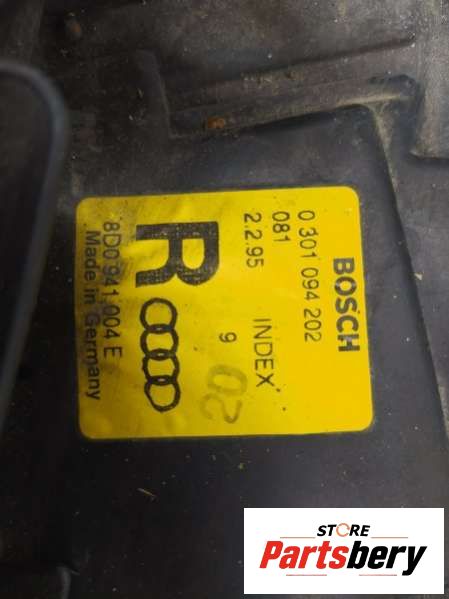 BOSCH
0 301 094 202
081
2.2.95 INDEX
9
02
R
8D0 941 004 E
Made in Germany
STORE
Partsbery